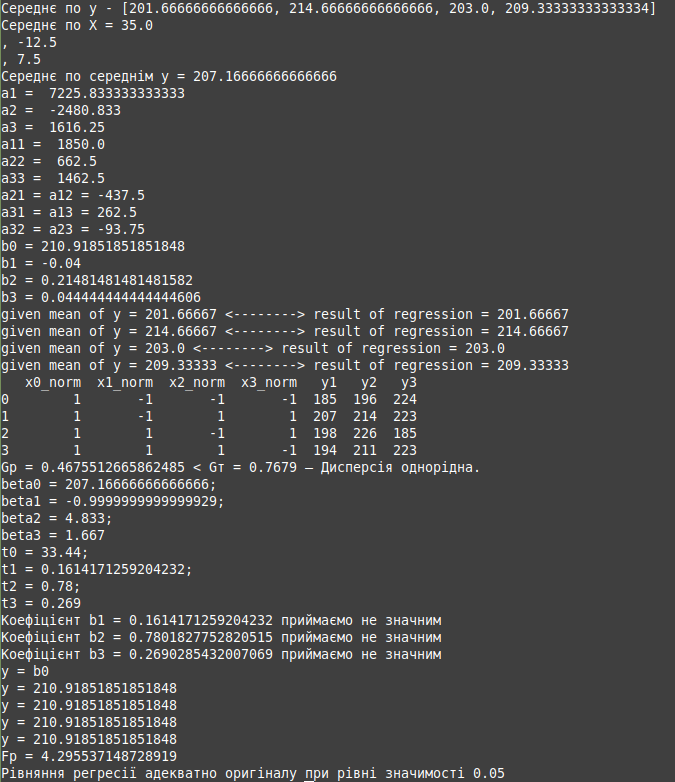 Середнє по y - [201.66666666666666, 214.66666666666666, 203.0, 209.33333333333334]
Середнє по X = 35.0
, -12.5
, 7.5
Середнє по середнім y = 207.16666666666666
a1 =  7225.833333333333
a2 =  -2480.833
a3 =  1616.25
a11 =  1850.0
a22 =  662.5
a33 =  1462.5
a21 = a12 = -437.5
a31 = a13 = 262.5
a32 = a23 = -93.75
b0 = 210.91851851851848
b1 = -0.04
b2 = 0.21481481481481582
b3 = 0.044444444444444606
given mean of y = 201.66667 <--------> result of regression = 201.66667
given mean of y = 214.66667 <--------> result of regression = 214.66667
given mean of y = 203.0 <--------> result of regression = 203.0
given mean of y = 209.33333 <--------> result of regression = 209.33333
   x0_norm  x1_norm  x2_norm  x3_norm   y1   y2   y3
0        1       -1       -1       -1  185  196  224
1        1       -1        1        1  207  214  223
2        1        1       -1        1  198  226  185
3        1        1        1       -1  194  211  223
Gp = 0.4675512665862485 < Gт = 0.7679 – Дисперсія однорідна.
beta0 = 207.16666666666666;
beta1 = -0.9999999999999929;
beta2 = 4.833;
beta3 = 1.667
t0 = 33.44;
t1 = 0.1614171259204232;
t2 = 0.78;
t3 = 0.269
Коефіцієнт b1 = 0.1614171259204232 приймаємо не значним
Коефіцієнт b2 = 0.7801827752820515 приймаємо не значним
Коефіцієнт b3 = 0.2690285432007069 приймаємо не значним
y = b0
y = 210.91851851851848
y = 210.91851851851848
y = 210.91851851851848
y = 210.91851851851848
Fp = 4.295537148728919
Рівняння регресії адекватно оригіналу при рівні значимості 0.05